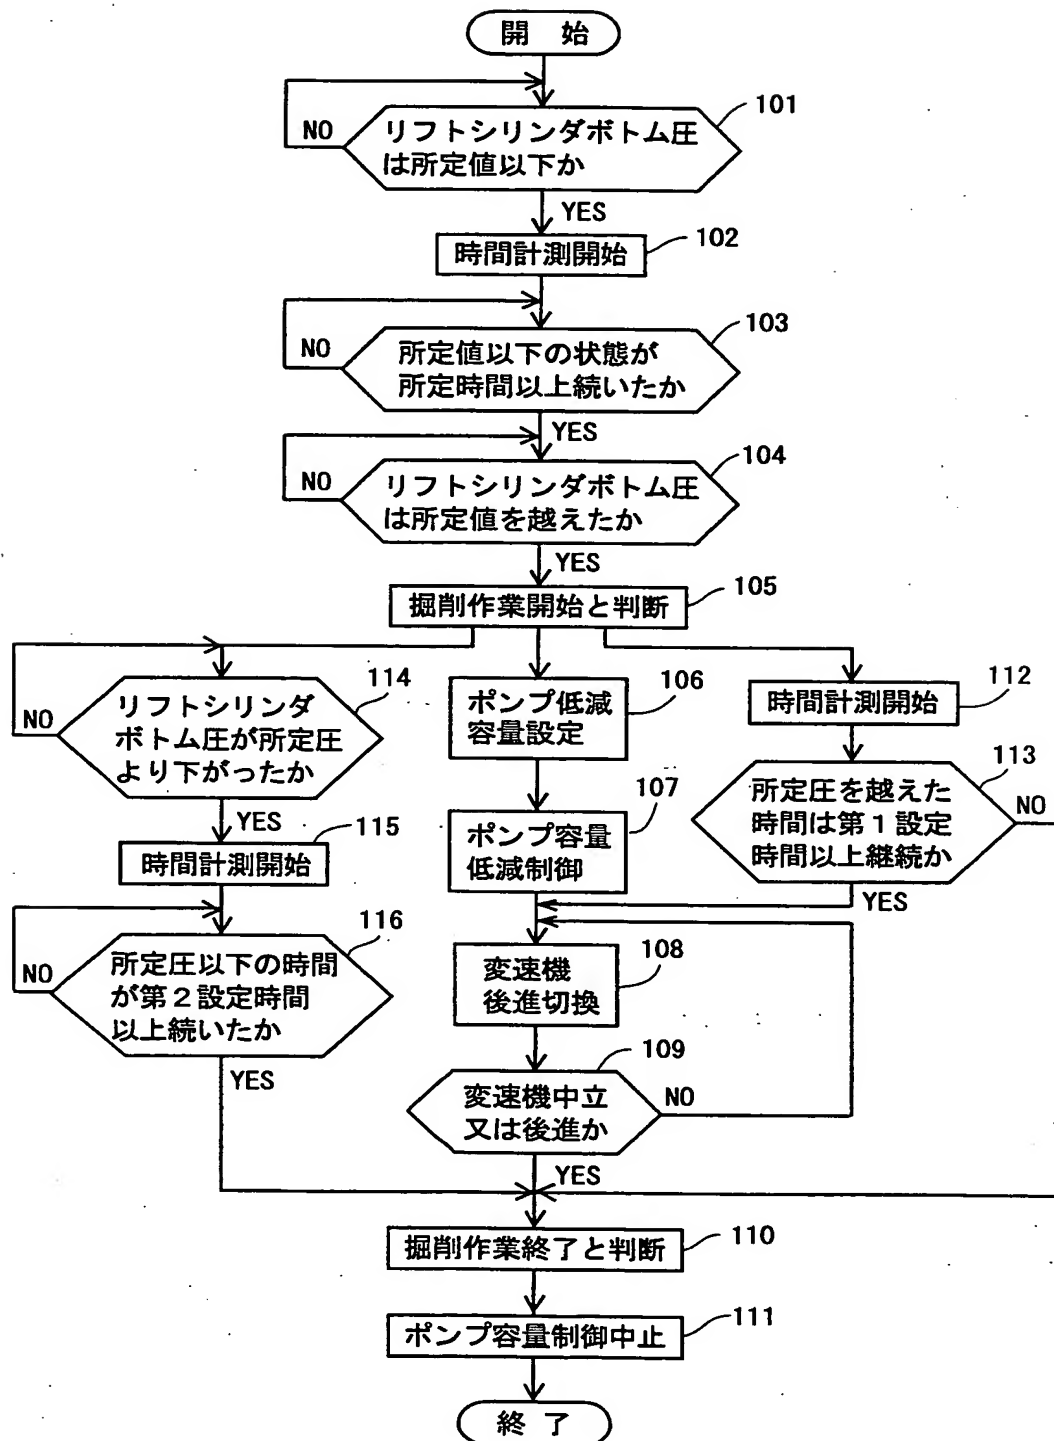 開 始
101
リフトシリンダボトム圧
は所定値以下か
NO
YES
102
時間計測開始
103
所定値以下の状態が
所定時間以上続いたか
NO
YES
104
リフトシリンダボトム圧
は所定値を越えたか
NO
YES
105
掘削作業開始と判断
114
リフトシリンダ
ボトム圧が所定圧
より下がったか
NO
YES
115
時間計測開始
116
所定圧以下の時間
が第2設定時間
以上続いたか
NO
YES
106
ポンプ低減
容量設定
107
ポンプ容量
低減制御
112
時間計測開始
113
所定圧を越えた
時間は第1設定
時間以上継続か
NO
YES
108
変速機
後進切換
109
変速機中立
又は後進か
NO
YES
110
掘削作業終了と判断
111
ポンプ容量制御中止
終 了